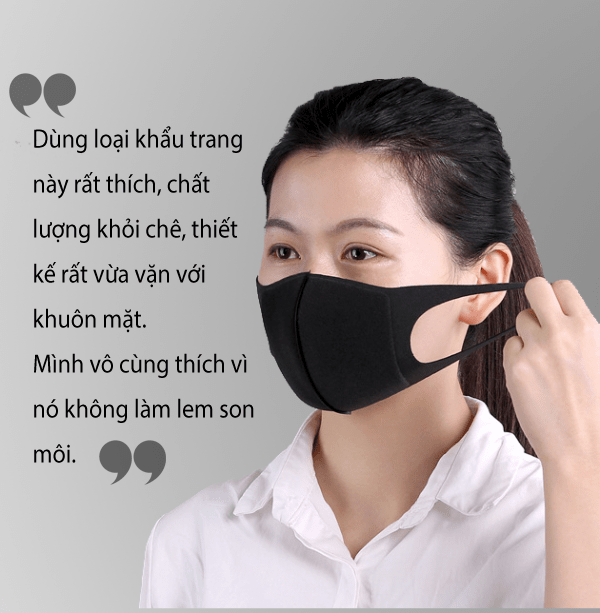 Dùng loại khẩu trang
này rất thích, chất
lượng khỏi chê, thiết
kế rất vừa vặn với
khuôn mặt.
Mình vô cùng thích vì
nó không làm lem son
môi.